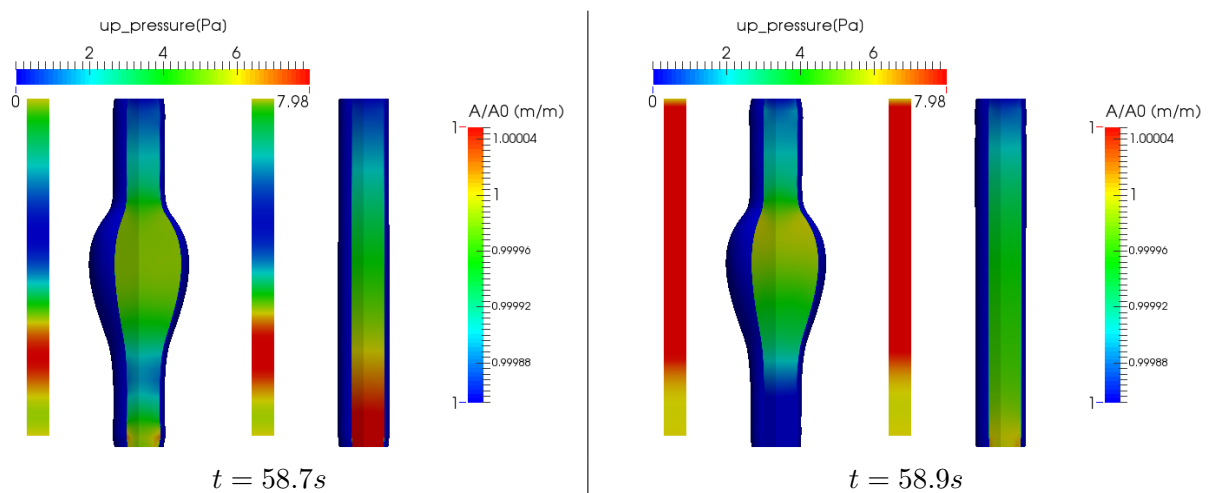 up_pressure(Pa)
2 4 6
0 7.98
A/A0 (m/m)
1
1.00004
1
0.99996
0.99992
0.99988
1
t = 58.7s
up_pressure(Pa)
2 4 6
0 7.98
A/A0 (m/m)
1
1.00004
1
0.99996
0.99992
0.99988
1
t = 58.9s